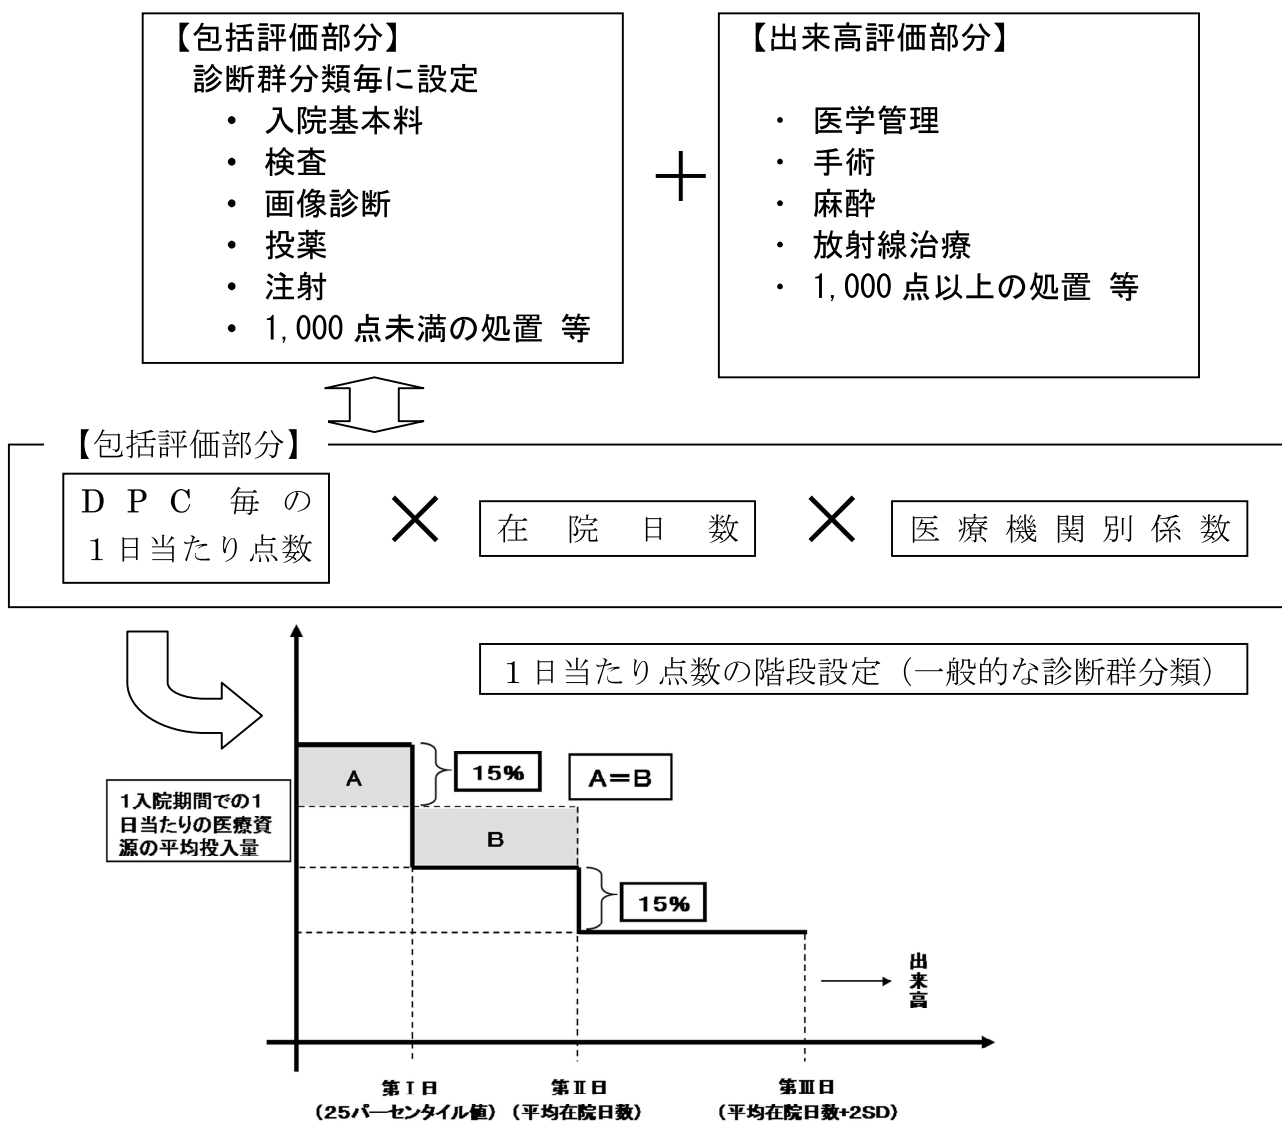 【包括評価部分】
診断群分類毎に設定
・ 入院基本料
・ 検査
・ 画像診断
・ 投薬
・ 注射
・ 1,000 点未満の処置 等
＋
【出来高評価部分】
・ 医学管理
・ 手術
・ 麻酔
・ 放射線治療
・ 1,000 点以上の処置 等
【包括評価部分】
ＤＰＣ毎の
１日当たり点数
×
在院日数
×
医療機関別係数
１日当たり点数の階段設定（一般的な診断群分類）
A
15%
A＝B
1入院期間での1
日当たりの医療資
源の平均投入量
B
15%
出来高
第Ⅰ日
（25パーセンタイル値）
第Ⅱ日
（平均在院日数）
第Ⅲ日
（平均在院日数+2SD）